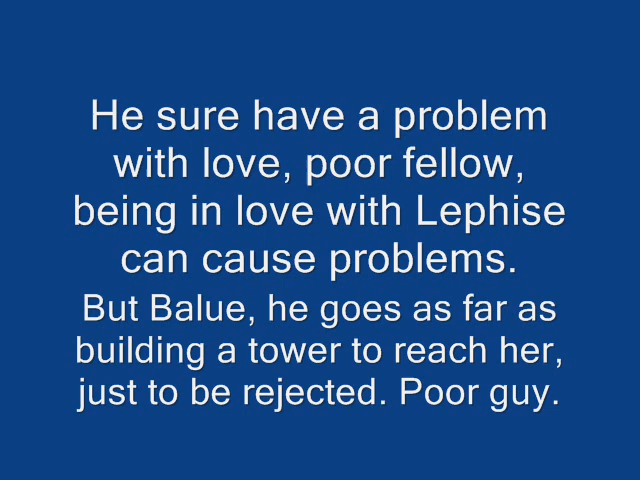 He sure have a problem
with love, poor fellow,
being in love with Lephise
can cause problems.
But Balue, he goes as far as
building a tower to reach her,
just to be rejected. Poor guy.